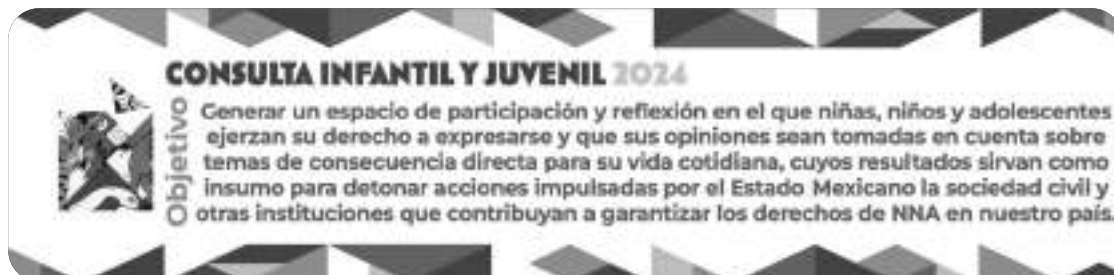 CONSULTA INFANTIL Y JUVENIL 2024
Objetivo
Generar un espacio de participación y reflexión en el que niñas, niños y adolescentes
ejerzan su derecho a expresarse y que sus opiniones sean tomadas en cuenta sobre
temas de consecuencia directa para su vida cotidiana, cuyos resultados sirvan como
insumo para detonar acciones impulsadas por el Estado Mexicano la sociedad civil y
otras instituciones que contribuyan a garantizar los derechos de NNA en nuestro país.